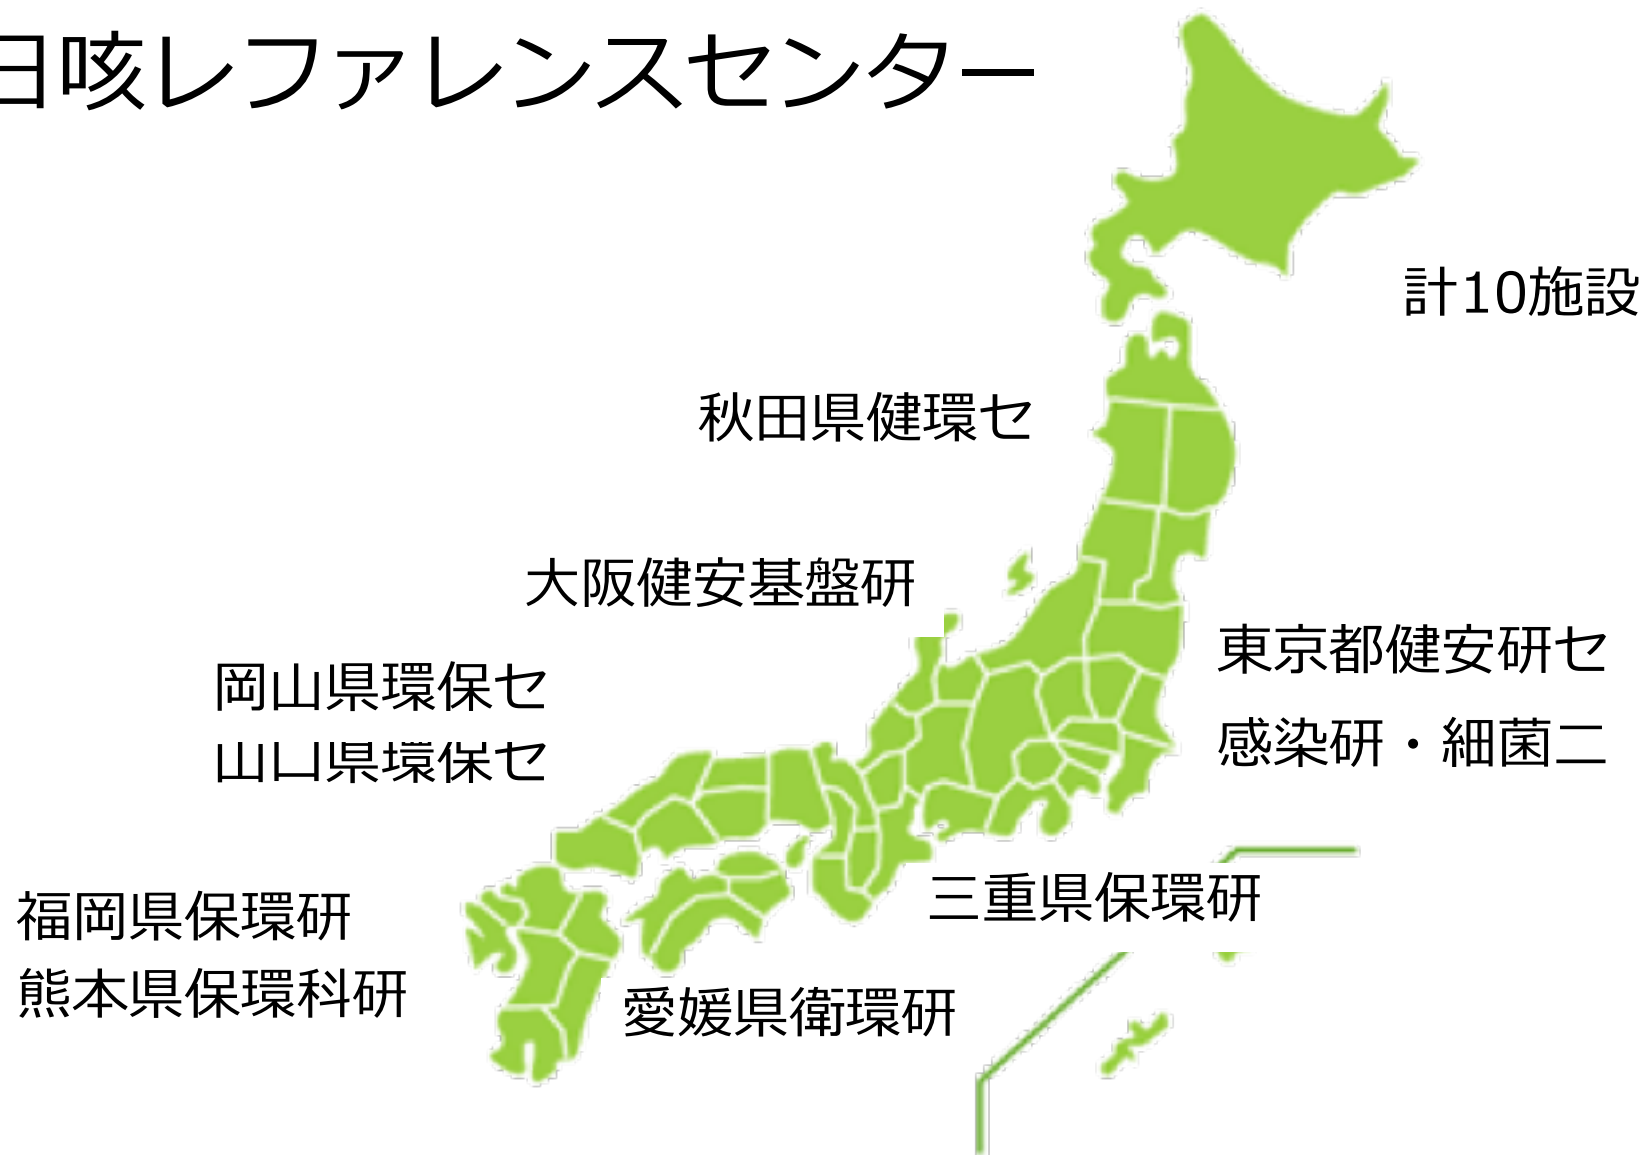 日咳レファレンスセンター
計10施設
秋田県健環セ
大阪健安基盤研
東京都健安研セ
岡山県環保セ
感染研・細菌二
山口県環保セ
三重県保環研
福岡県保環研
熊本県保環科研
愛媛県衛環研